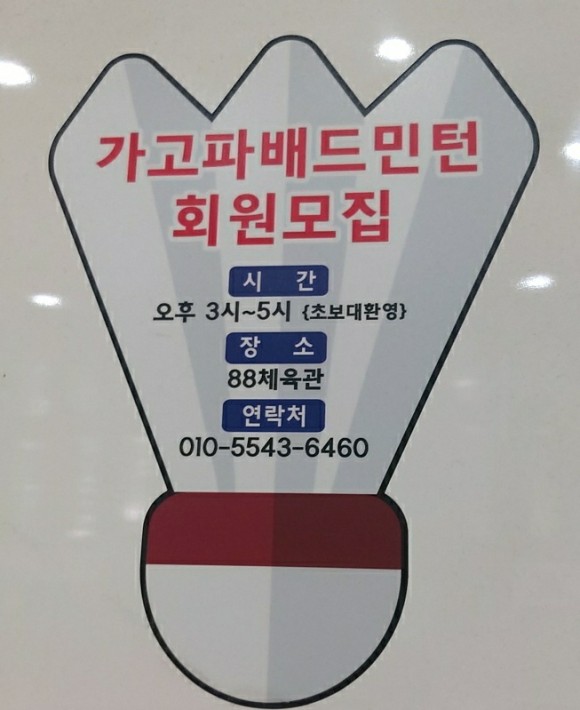 가고파배드민턴
회원모집
시 간
오후 3시~5시 {초보대환영}
장 소
88체육관
연락처
010-5543-6460